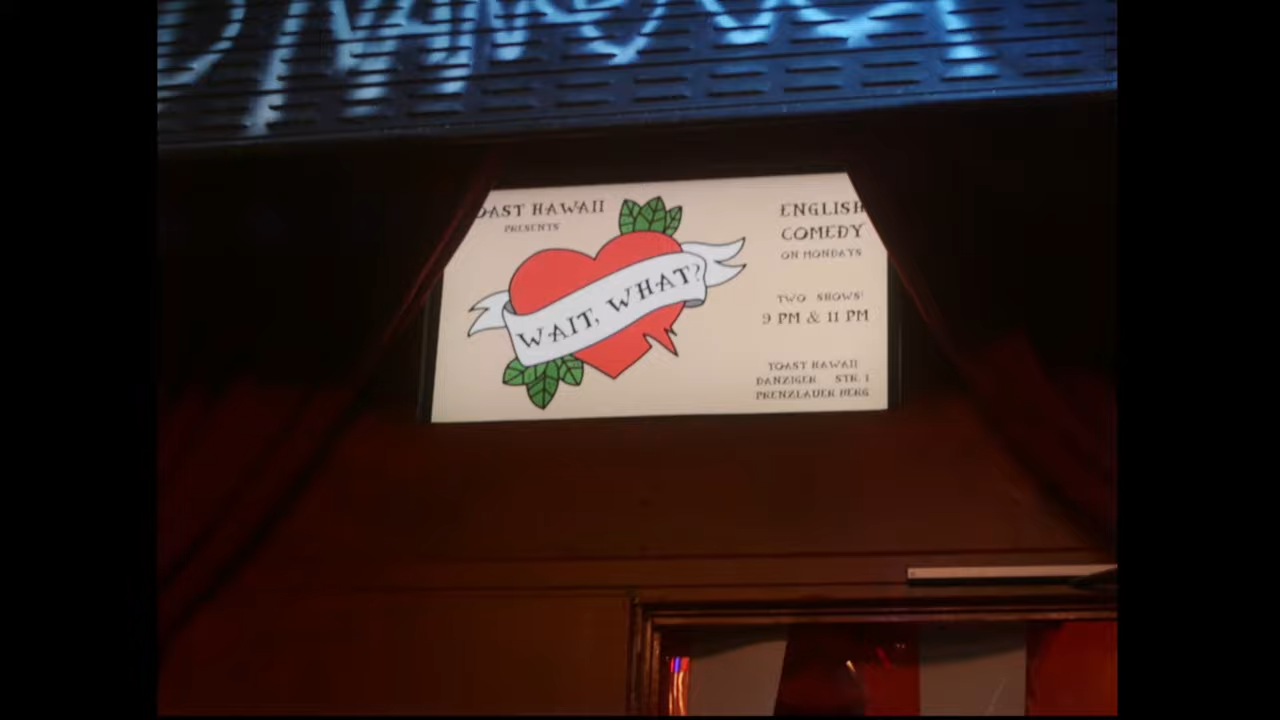 OAST HAWAII
PRESENTS
WAIT, WHAT?
ENGLISH
COMEDY
ON MONDAYS
TWO SHOWS!
9 PM & 11 PM
TOAST HAWAII
DANZIGER STR. 1
PRENZLAUER BERG